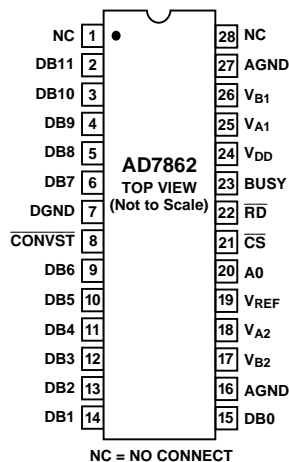 NC 1 28 NC
DB11 2 27 AGND
DB10 3 26 VB1
DB9 4 25 VA1
DB8 5 AD7862 24 VDD
DB7 6 TOP VIEW 23 BUSY
DGND 7 (Not to Scale) 22 RD
CONVST 8 21 CS
DB6 9 20 A0
DB5 10 19 VREF
DB4 11 18 VA2
DB3 12 17 VB2
DB2 13 16 AGND
DB1 14 15 DB0
NC = NO CONNECT